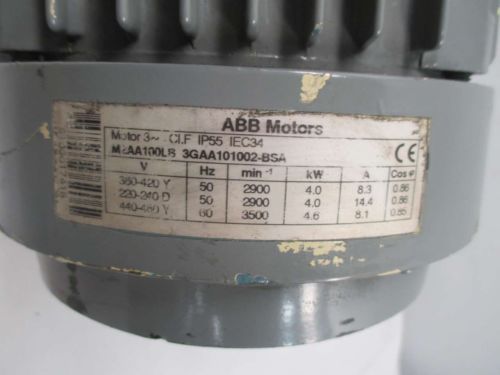 ABB Motors
Motor 3~ Cl.F IP55 IEC34
M2AA100LB 3GAA101002-BSA
CE
V Hz min⁻¹ kW A Cos φ
380-420 Y 50 2900 4.0 8.3 0.86
220-240 D 50 2900 4.0 14.4 0.86
440-480 Y 60 3500 4.6 8.1 0.85